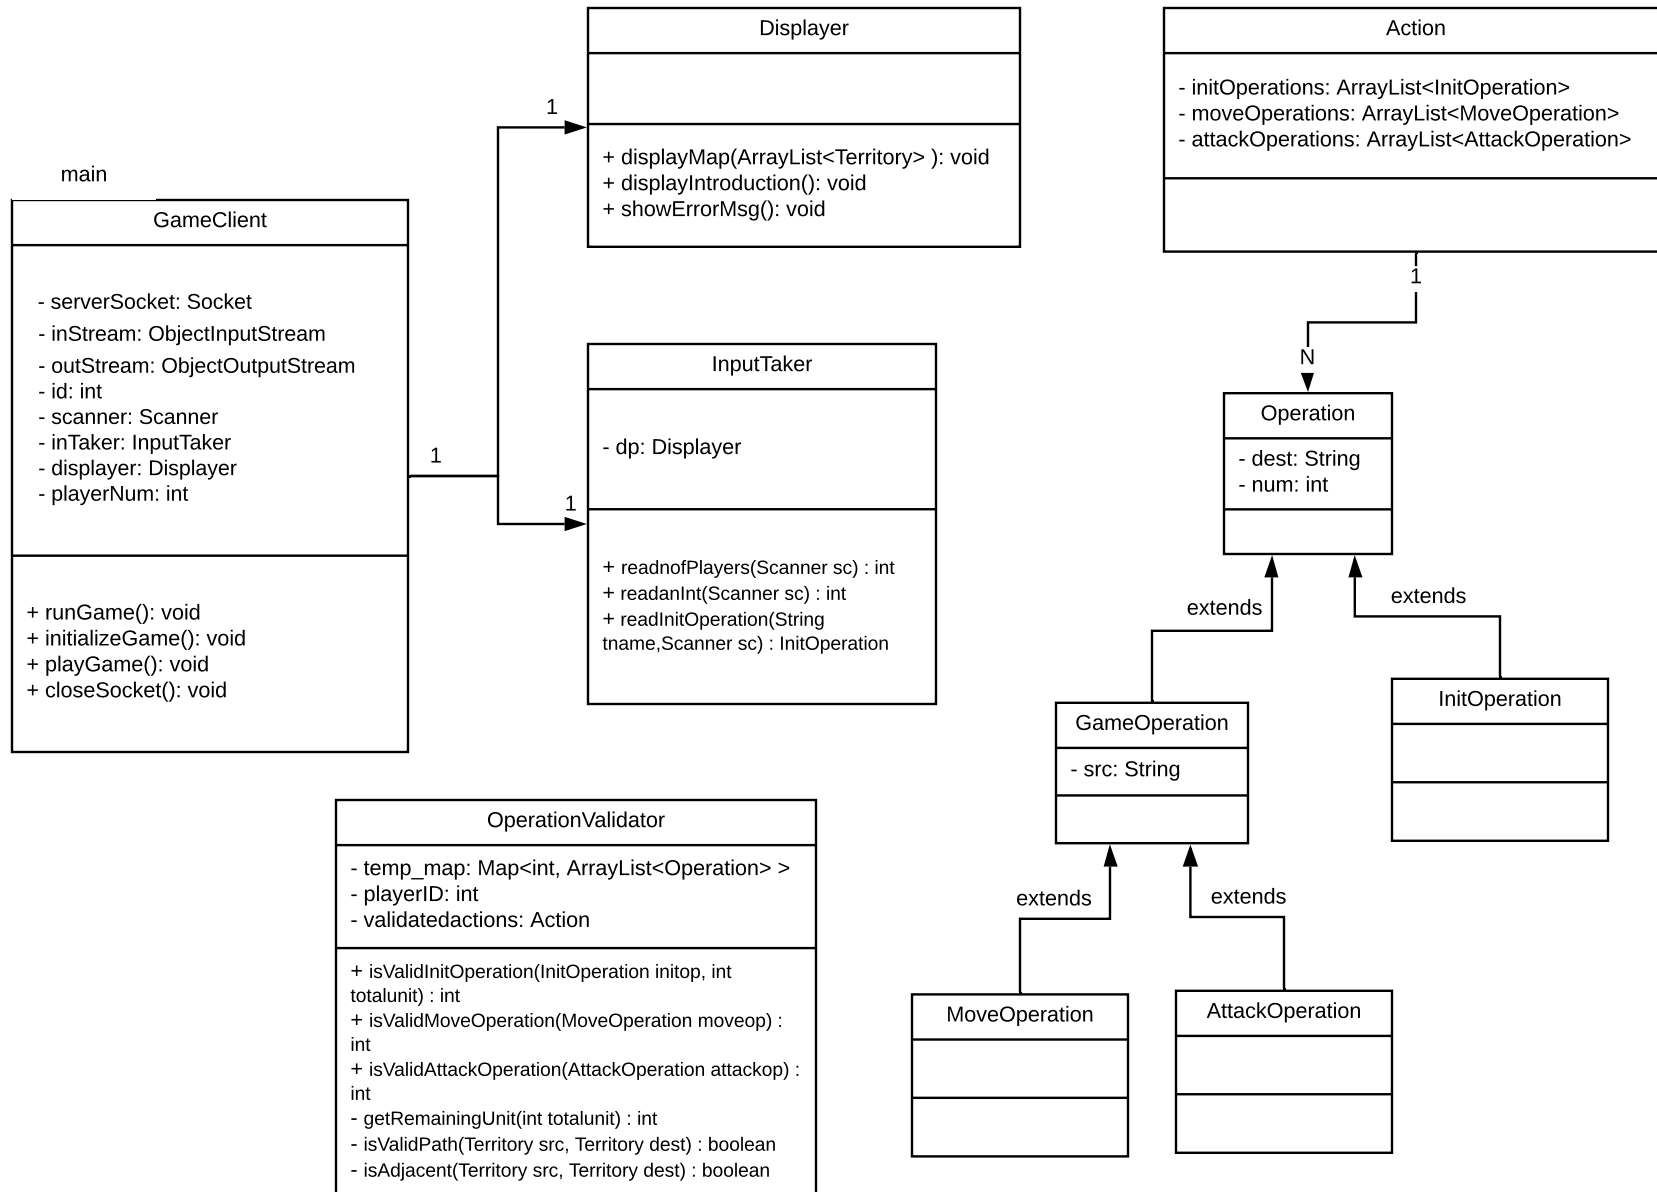 main
GameClient
- serverSocket: Socket
- inStream: ObjectInputStream
- outStream: ObjectOutputStream
- id: int
- scanner: Scanner
- inTaker: InputTaker
- displayer: Displayer
- playerNum: int
+ runGame(): void
+ initializeGame(): void
+ playGame(): void
+ closeSocket(): void
1
1
1
Displayer
+ displayMap(ArrayList<Territory> ): void
+ displayIntroduction(): void
+ showErrorMsg(): void
InputTaker
- dp: Displayer
+ readnofPlayers(Scanner sc) : int
+ readanInt(Scanner sc) : int
+ readInitOperation(String
tname,Scanner sc) : InitOperation
OperationValidator
- temp_map: Map<int, ArrayList<Operation> >
- playerID: int
- validatedactions: Action
+ isValidInitOperation(InitOperation initop, int
totalunit) : int
+ isValidMoveOperation(MoveOperation moveop) :
int
+ isValidAttackOperation(AttackOperation attackop) :
int
- getRemainingUnit(int totalunit) : int
- isValidPath(Territory src, Territory dest) : boolean
- isAdjacent(Territory src, Territory dest) : boolean
Action
- initOperations: ArrayList<InitOperation>
- moveOperations: ArrayList<MoveOperation>
- attackOperations: ArrayList<AttackOperation>
1
N
Operation
- dest: String
- num: int
extends
extends
GameOperation
- src: String
InitOperation
extends
extends
MoveOperation
AttackOperation